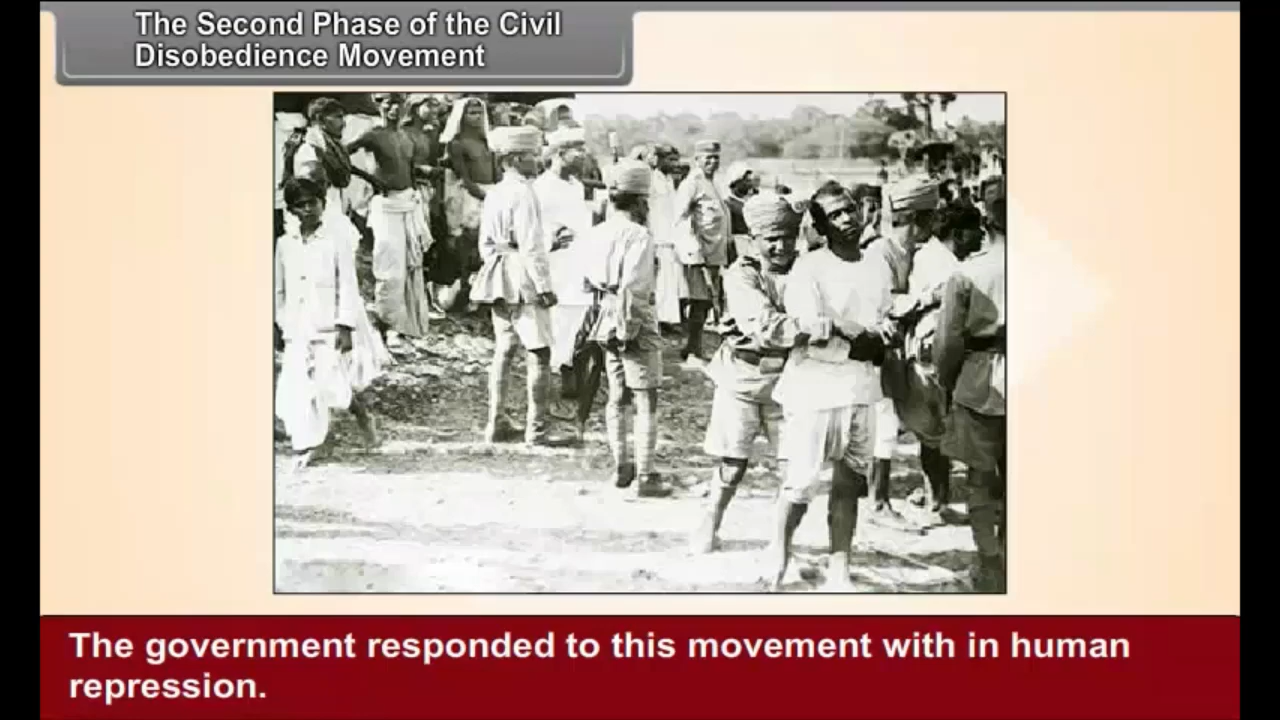 The Second Phase of the Civil
Disobedience Movement
The government responded to this movement with in human
repression.